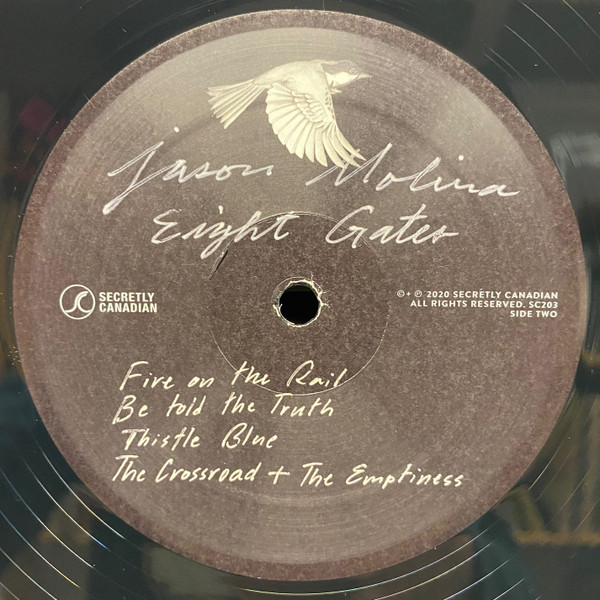 Jason Molina
Eight Gates
SECRETLY
CANADIAN
© + ℗ 2020 SECRETLY CANADIAN
ALL RIGHTS RESERVED. SC203
SIDE TWO
Fire on the Rail
Be told the Truth
Thistle Blue
The Crossroad + The Emptiness